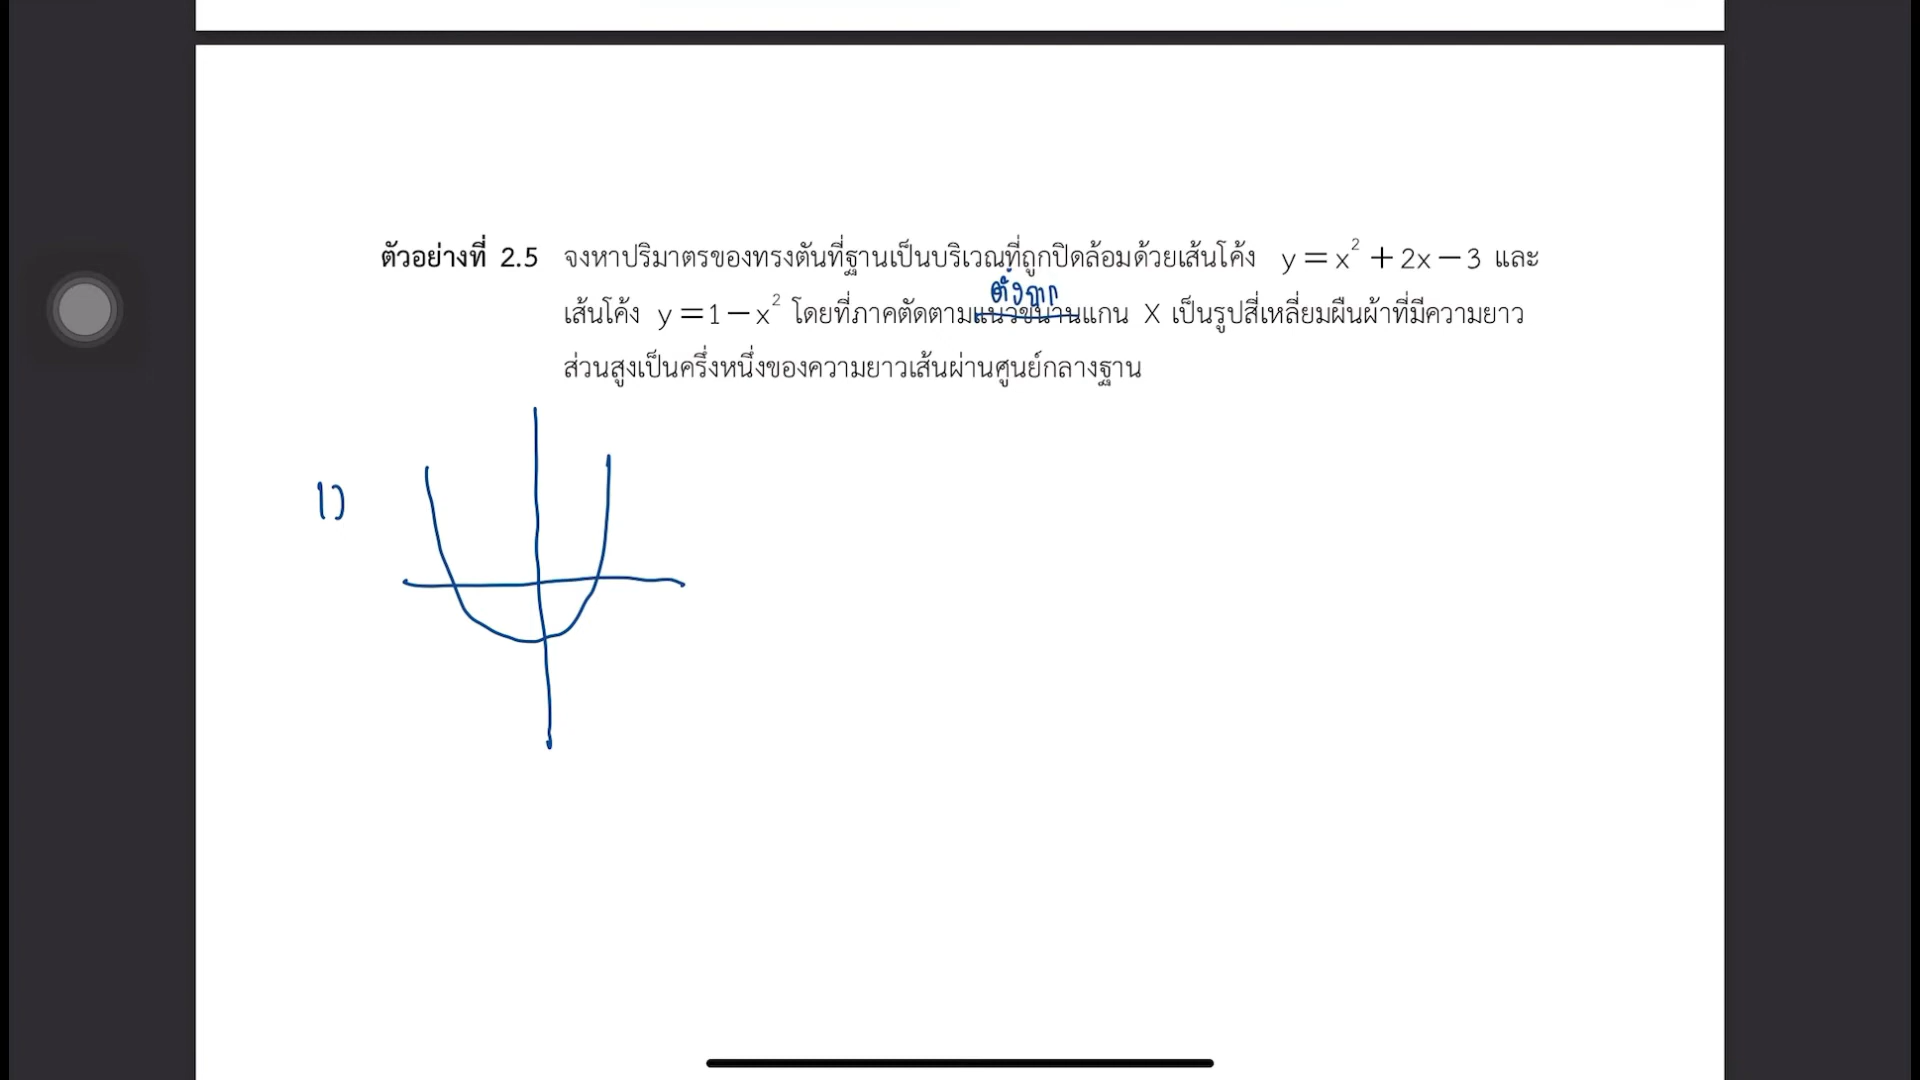 ตัวอย่างที่ 2.5 จงหาปริมาตรของทรงตันที่ฐานเป็นบริเวณที่ถูกปิดล้อมด้วยเส้นโค้ง y = x² + 2x − 3 และ
ตั้งฉาก
เส้นโค้ง y = 1 − x² โดยที่ภาคตัดตามแนวขนานแกน X เป็นรูปสี่เหลี่ยมผืนผ้าที่มีความยาว
ส่วนสูงเป็นครึ่งหนึ่งของความยาวเส้นผ่านศูนย์กลางฐาน
1)